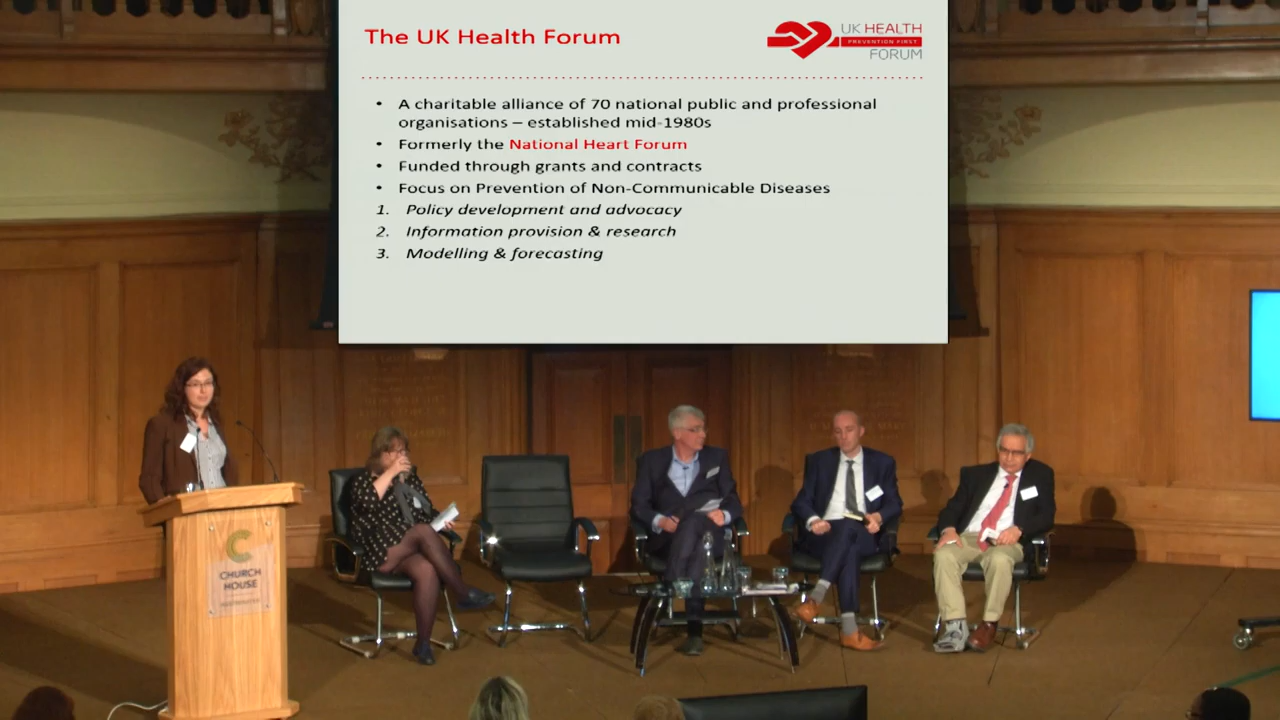 The UK Health Forum
UK HEALTH
PREVENTION FIRST
FORUM
• A charitable alliance of 70 national public and professional
organisations – established mid-1980s
• Formerly the National Heart Forum
• Funded through grants and contracts
• Focus on Prevention of Non-Communicable Diseases
1. Policy development and advocacy
2. Information provision & research
3. Modelling & forecasting
CHURCH
HOUSE